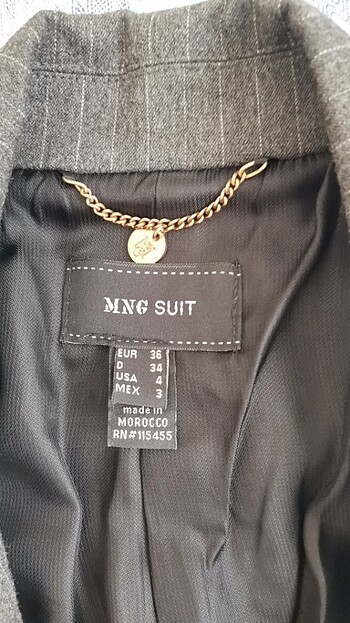 MNG SUIT
EUR 36
D 34
USA 4
MEX 3
made in
MOROCCO
RN#115455